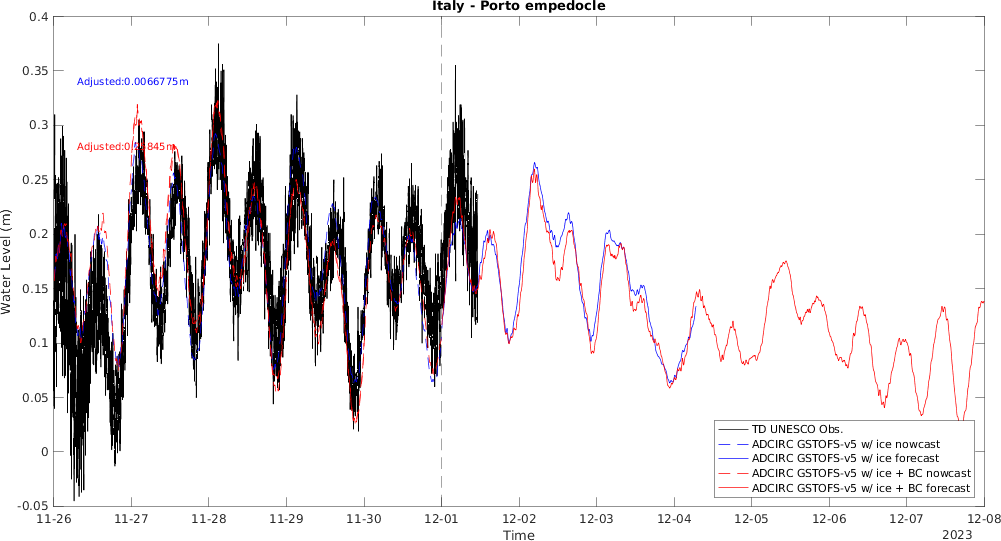 Italy - Porto empedocle
Water Level (m)
0.4
0.35
0.3
0.25
0.2
0.15
0.1
0.05
0
-0.05
Adjusted:0.0066775m
TD UNESCO Obs.
ADCIRC GSTOFS-v5 w/ ice nowcast
ADCIRC GSTOFS-v5 w/ ice forecast
ADCIRC GSTOFS-v5 w/ ice + BC nowcast
ADCIRC GSTOFS-v5 w/ ice + BC forecast
11-26 11-27 11-28 11-29 11-30 12-01 12-02 12-03 12-04 12-05 12-06 12-07 12-08
Time
2023